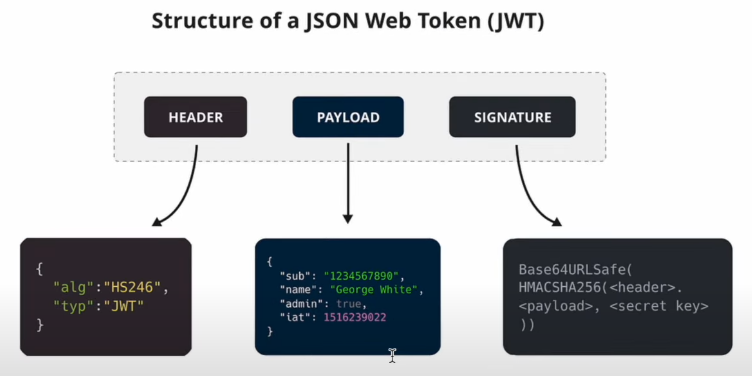 Structure of a JSON Web Token (JWT)
HEADER
PAYLOAD
SIGNATURE
{
"alg":"HS246",
"typ":"JWT"
}
{
"sub": "1234567890",
"name": "George White",
"admin": true,
"iat": 1516239022
}
Base64URLSafe(
HMACSHA256(<header>.
<payload>, <secret key>
))